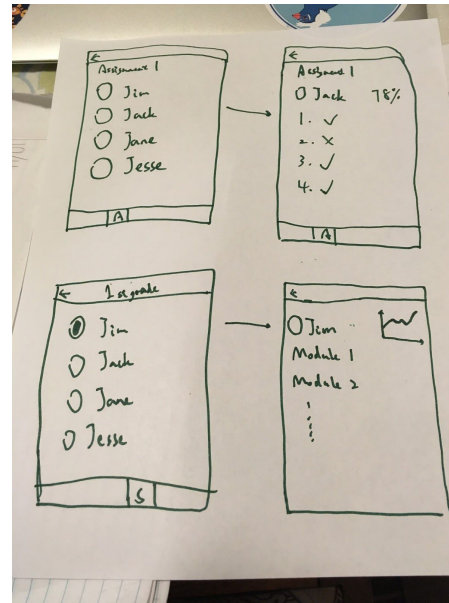 ←
Assignment 1
Jim
Jack
Jane
Jesse
A
←
Assignment 1
Jack 78%
1. ✓
2. ×
3. ✓
4. ✓
A
← 1st grade
Jim
Jack
Jane
Jesse
S
←
Jim
Module 1
Module 2